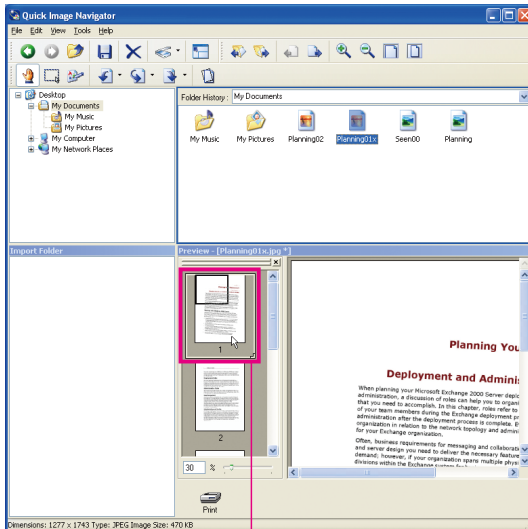 Quick Image Navigator
File Edit View Tools Help
Desktop
My Documents
My Music
My Pictures
My Computer
My Network Places
Folder History: My Documents
My Music My Pictures Planning02 Planning01x Seen00 Planning
Import Folder
Preview - [Planning01x.jpg *]
1
2
30 %
Print
Planning You
Deployment and Adminis
When planning your Microsoft Exchange 2000 Server deplo
administration, a discussion of roles can help you to organi
that you need to accomplish. In this chapter, roles refer to
of your team members during the Exchange deployment pr
administration after the deployment process is complete. E
organization in relation to the network topology and admini
for your Exchange organization.
Often, business requirements for messaging and collaborati
and server design you need to deliver the necessary feature
demand; however, if your organization spans multiple physi
divisions within the Exchange system for
Dimensions: 1277 x 1743 Type: JPEG Image Size: 470 KB